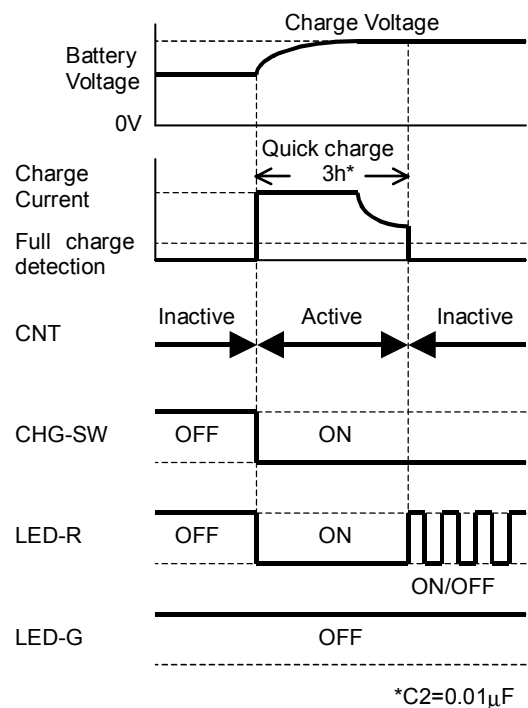 Charge Voltage
Battery
Voltage
0V
Quick charge
3h*
Charge
Current
Full charge
detection
Inactive Active Inactive
CNT
CHG-SW OFF ON
LED-R OFF ON
ON/OFF
LED-G OFF
*C2=0.01μF